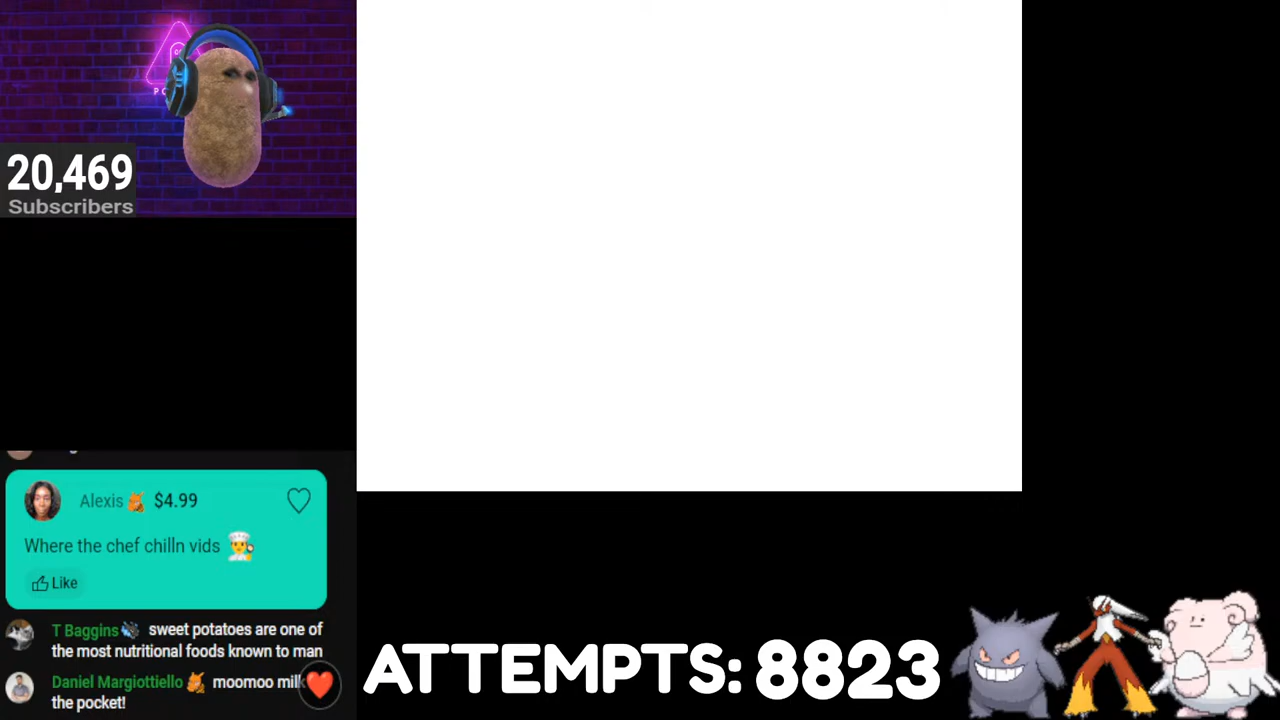 20,469
Subscribers
Alexis $4.99
Where the chef chilln vids
Like
T Baggins sweet potatoes are one of
the most nutritional foods known to man
Daniel Margiottiello moomoo milk
the pocket!
ATTEMPTS: 8823